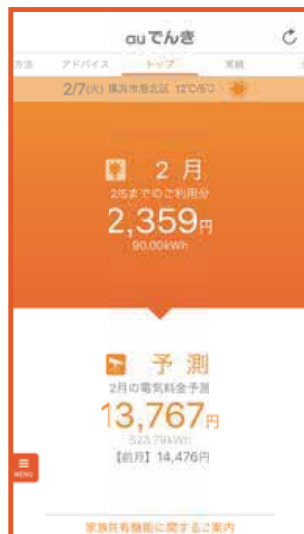 auでんき
方法 アドバイス トップ 実績
2/7(火) 横浜市港北区 12℃/5℃
2月
2/5までのご利用分
2,359円
90.00kWh
予測
2月の電気料金予測
13,767円
523.79kWh
【前月】14,476円
MENU
家族共有機能に関するご案内